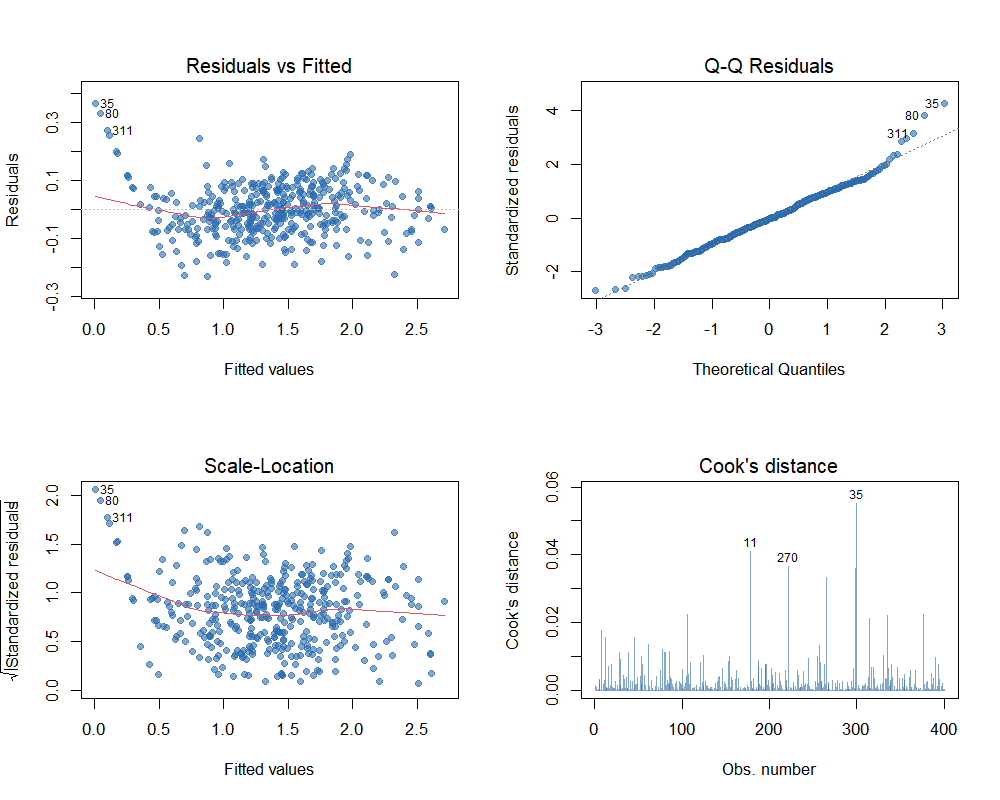 Residuals vs Fitted
Residuals
0.3
0.1
-0.1
-0.3
35
80
311
0.0 0.5 1.0 1.5 2.0 2.5
Fitted values
Q-Q Residuals
Standardized residuals
4
2
0
-2
35
80
311
-3 -2 -1 0 1 2 3
Theoretical Quantiles
Scale-Location
√|Standardized residuals|
2.0
1.5
1.0
0.5
0.0
35
80
311
0.0 0.5 1.0 1.5 2.0 2.5
Fitted values
Cook's distance
Cook's distance
0.06
0.04
0.02
0.00
35
11
270
0 100 200 300 400
Obs. number